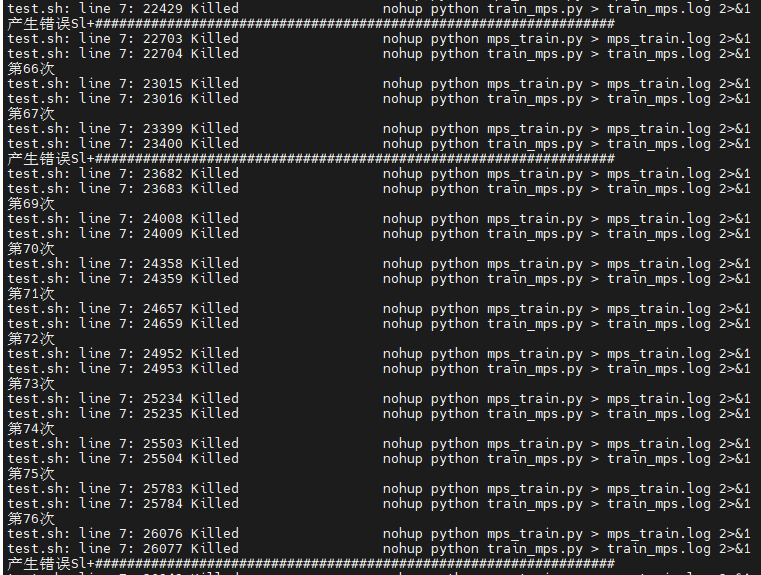 test.sh: line 7: 22429 Killed                  nohup python train_mps.py > train_mps.log 2>&1
产生错误Sl+#################################################################
test.sh: line 7: 22703 Killed                  nohup python mps_train.py > mps_train.log 2>&1
test.sh: line 7: 22704 Killed                  nohup python train_mps.py > train_mps.log 2>&1
第66次
test.sh: line 7: 23015 Killed                  nohup python mps_train.py > mps_train.log 2>&1
test.sh: line 7: 23016 Killed                  nohup python train_mps.py > train_mps.log 2>&1
第67次
test.sh: line 7: 23399 Killed                  nohup python mps_train.py > mps_train.log 2>&1
test.sh: line 7: 23400 Killed                  nohup python train_mps.py > train_mps.log 2>&1
产生错误Sl+#################################################################
test.sh: line 7: 23682 Killed                  nohup python mps_train.py > mps_train.log 2>&1
test.sh: line 7: 23683 Killed                  nohup python train_mps.py > train_mps.log 2>&1
第69次
test.sh: line 7: 24008 Killed                  nohup python mps_train.py > mps_train.log 2>&1
test.sh: line 7: 24009 Killed                  nohup python train_mps.py > train_mps.log 2>&1
第70次
test.sh: line 7: 24358 Killed                  nohup python mps_train.py > mps_train.log 2>&1
test.sh: line 7: 24359 Killed                  nohup python train_mps.py > train_mps.log 2>&1
第71次
test.sh: line 7: 24657 Killed                  nohup python mps_train.py > mps_train.log 2>&1
test.sh: line 7: 24659 Killed                  nohup python train_mps.py > train_mps.log 2>&1
第72次
test.sh: line 7: 24952 Killed                  nohup python mps_train.py > mps_train.log 2>&1
test.sh: line 7: 24953 Killed                  nohup python train_mps.py > train_mps.log 2>&1
第73次
test.sh: line 7: 25234 Killed                  nohup python mps_train.py > mps_train.log 2>&1
test.sh: line 7: 25235 Killed                  nohup python train_mps.py > train_mps.log 2>&1
第74次
test.sh: line 7: 25503 Killed                  nohup python mps_train.py > mps_train.log 2>&1
test.sh: line 7: 25504 Killed                  nohup python train_mps.py > train_mps.log 2>&1
第75次
test.sh: line 7: 25783 Killed                  nohup python mps_train.py > mps_train.log 2>&1
test.sh: line 7: 25784 Killed                  nohup python train_mps.py > train_mps.log 2>&1
第76次
test.sh: line 7: 26076 Killed                  nohup python mps_train.py > mps_train.log 2>&1
test.sh: line 7: 26077 Killed                  nohup python train_mps.py > train_mps.log 2>&1
产生错误Sl+#################################################################